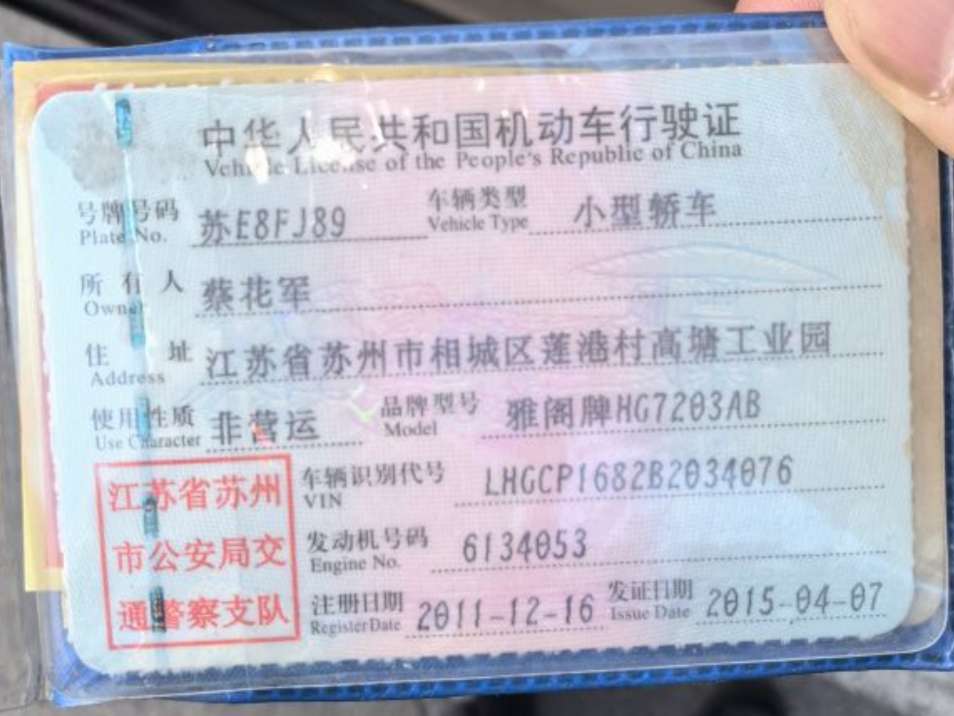 中华人民共和国机动车行驶证
Vehicle License of the People's Republic of China
号牌号码 苏E8FJ89 车辆类型 小型轿车
Plate No. Vehicle Type
所有人 蔡花军
Owner
住址 江苏省苏州市相城区莲港村高塘工业园
Address
使用性质 非营运 品牌型号 雅阁牌HG7203AB
Use Character Model
江苏省苏州 车辆识别代号 LHGCP1682B2034076
VIN
市公安局交 发动机号码 6134053
Engine No.
通警察支队 注册日期 2011-12-16 发证日期 2015-04-07
Register Date Issue Date